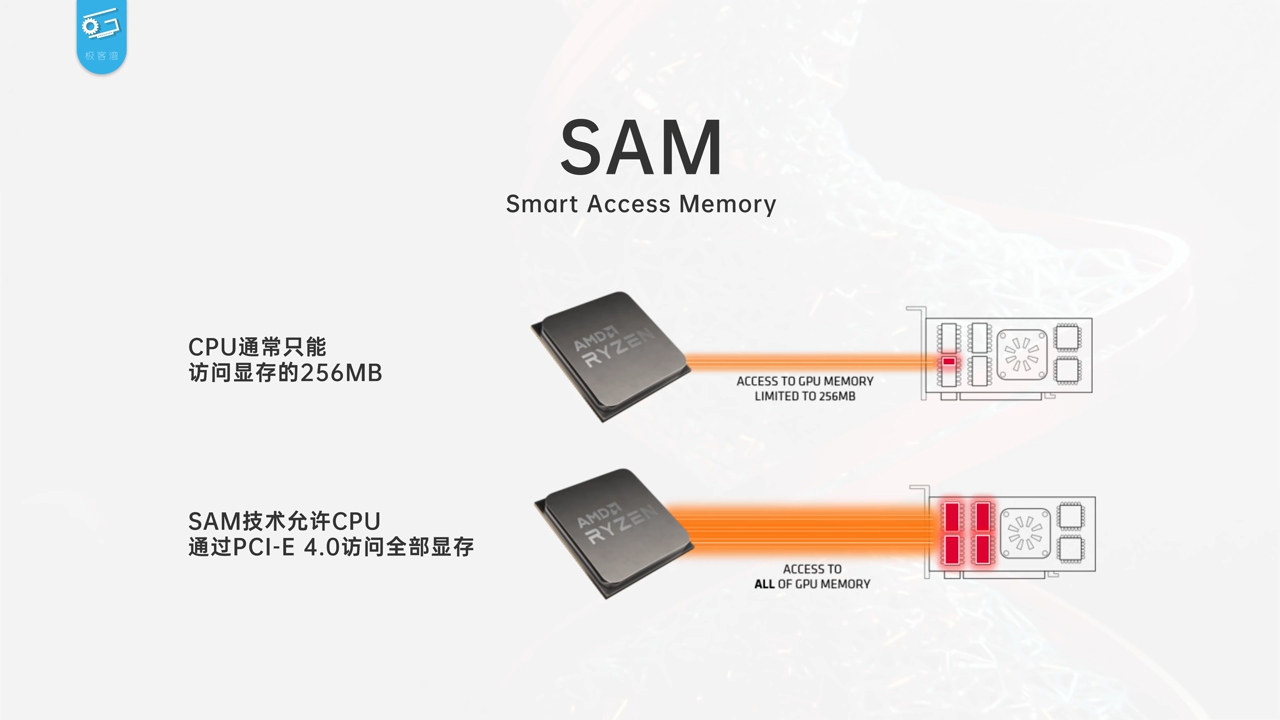 极客湾
SAM
Smart Access Memory
CPU通常只能
访问显存的256MB
AMD
RYZEN
ACCESS TO GPU MEMORY
LIMITED TO 256MB
SAM技术允许CPU
通过PCI-E 4.0访问全部显存
AMD
RYZEN
ACCESS TO
ALL OF GPU MEMORY